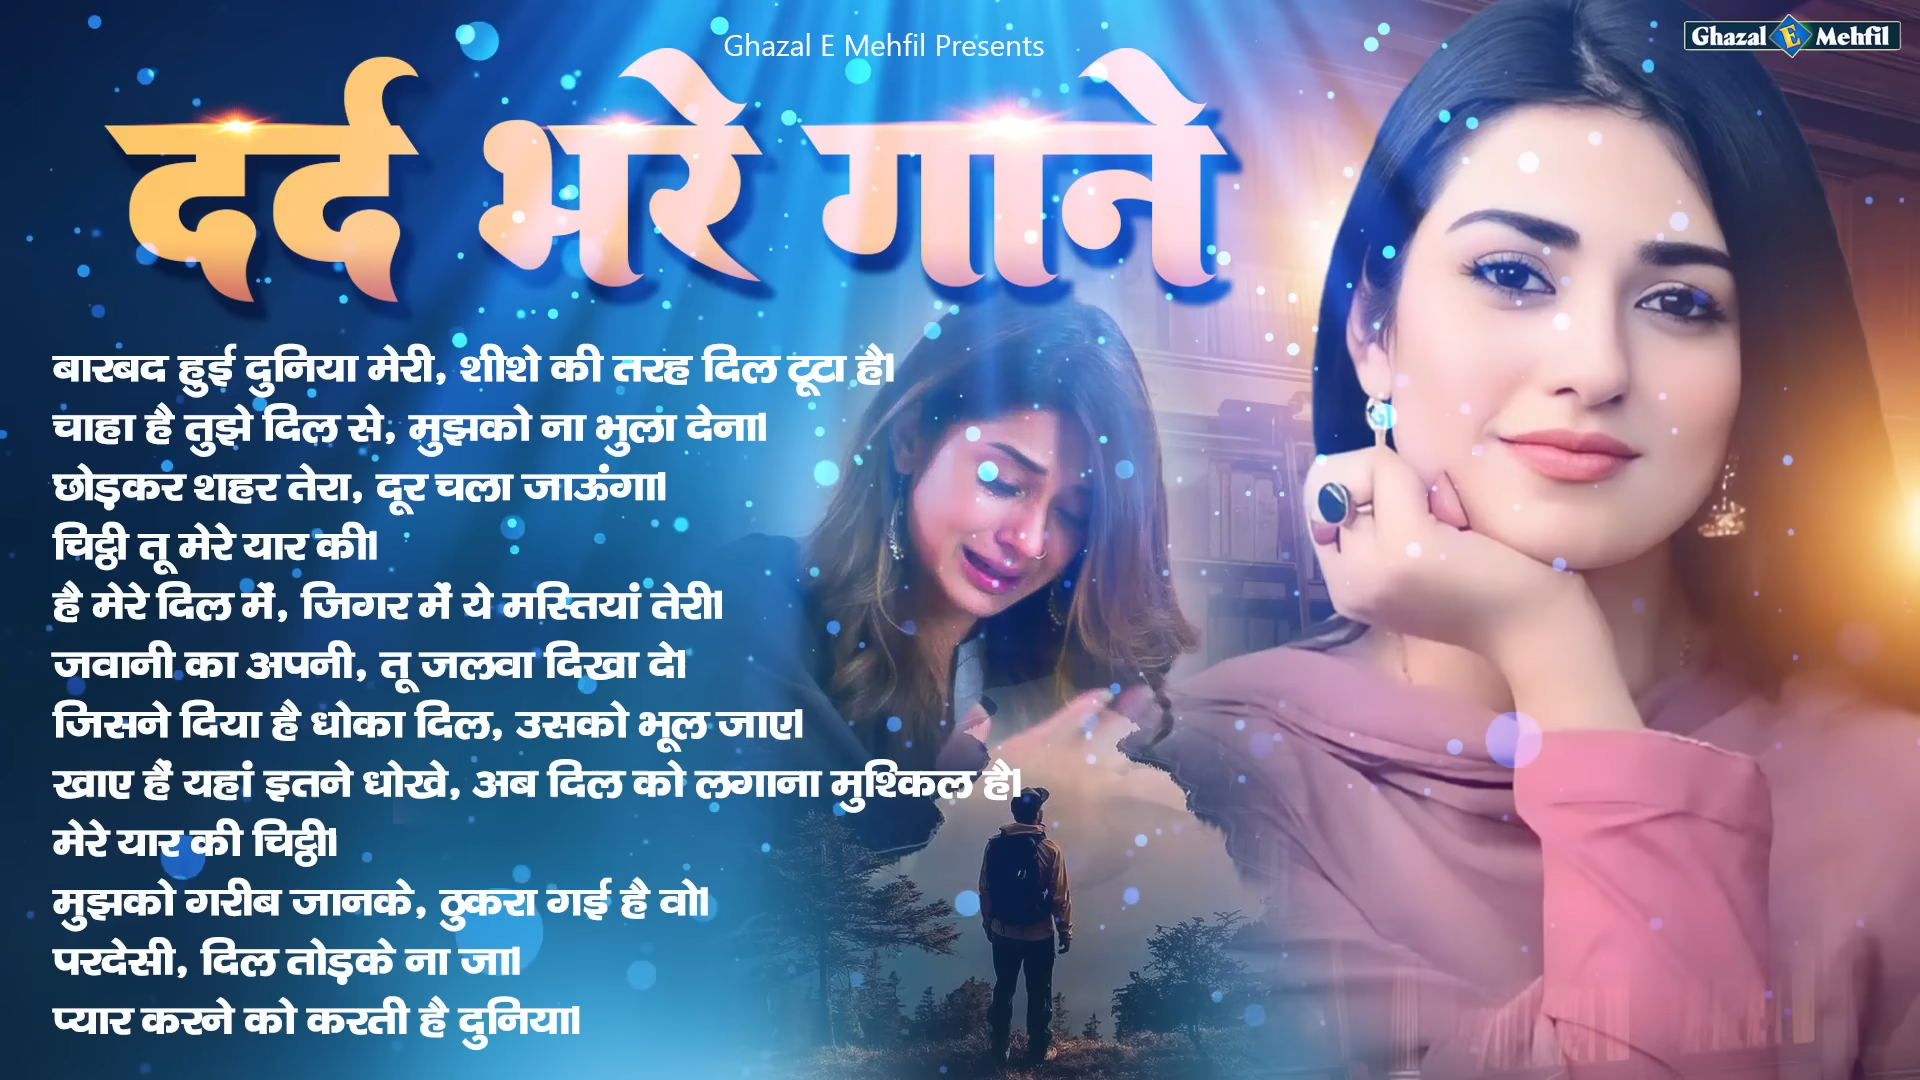 Ghazal E Mehfil Presents
Ghazal E Mehfil
दर्द भरे गाने
बारबद हुई दुनिया मेरी, शीशे की तरह दिल टूटा है।
चाहा है तुझे दिल से, मुझको ना भुला देना।
छोड़कर शहर तेरा, दूर चला जाऊंगा।
चिट्ठी तू मेरे यार की।
है मेरे दिल में, जिगर में ये मस्तियां तेरी।
जवानी का अपनी, तू जलवा दिखा दे।
जिसने दिया है धोका दिल, उसको भूल जाए।
खाए हैं यहां इतने धोखे, अब दिल को लगाना मुश्किल है।
मेरे यार की चिट्ठी।
मुझको गरीब जानके, ठुकरा गई है वो।
परदेसी, दिल तोड़के ना जा।
प्यार करने को करती है दुनिया।